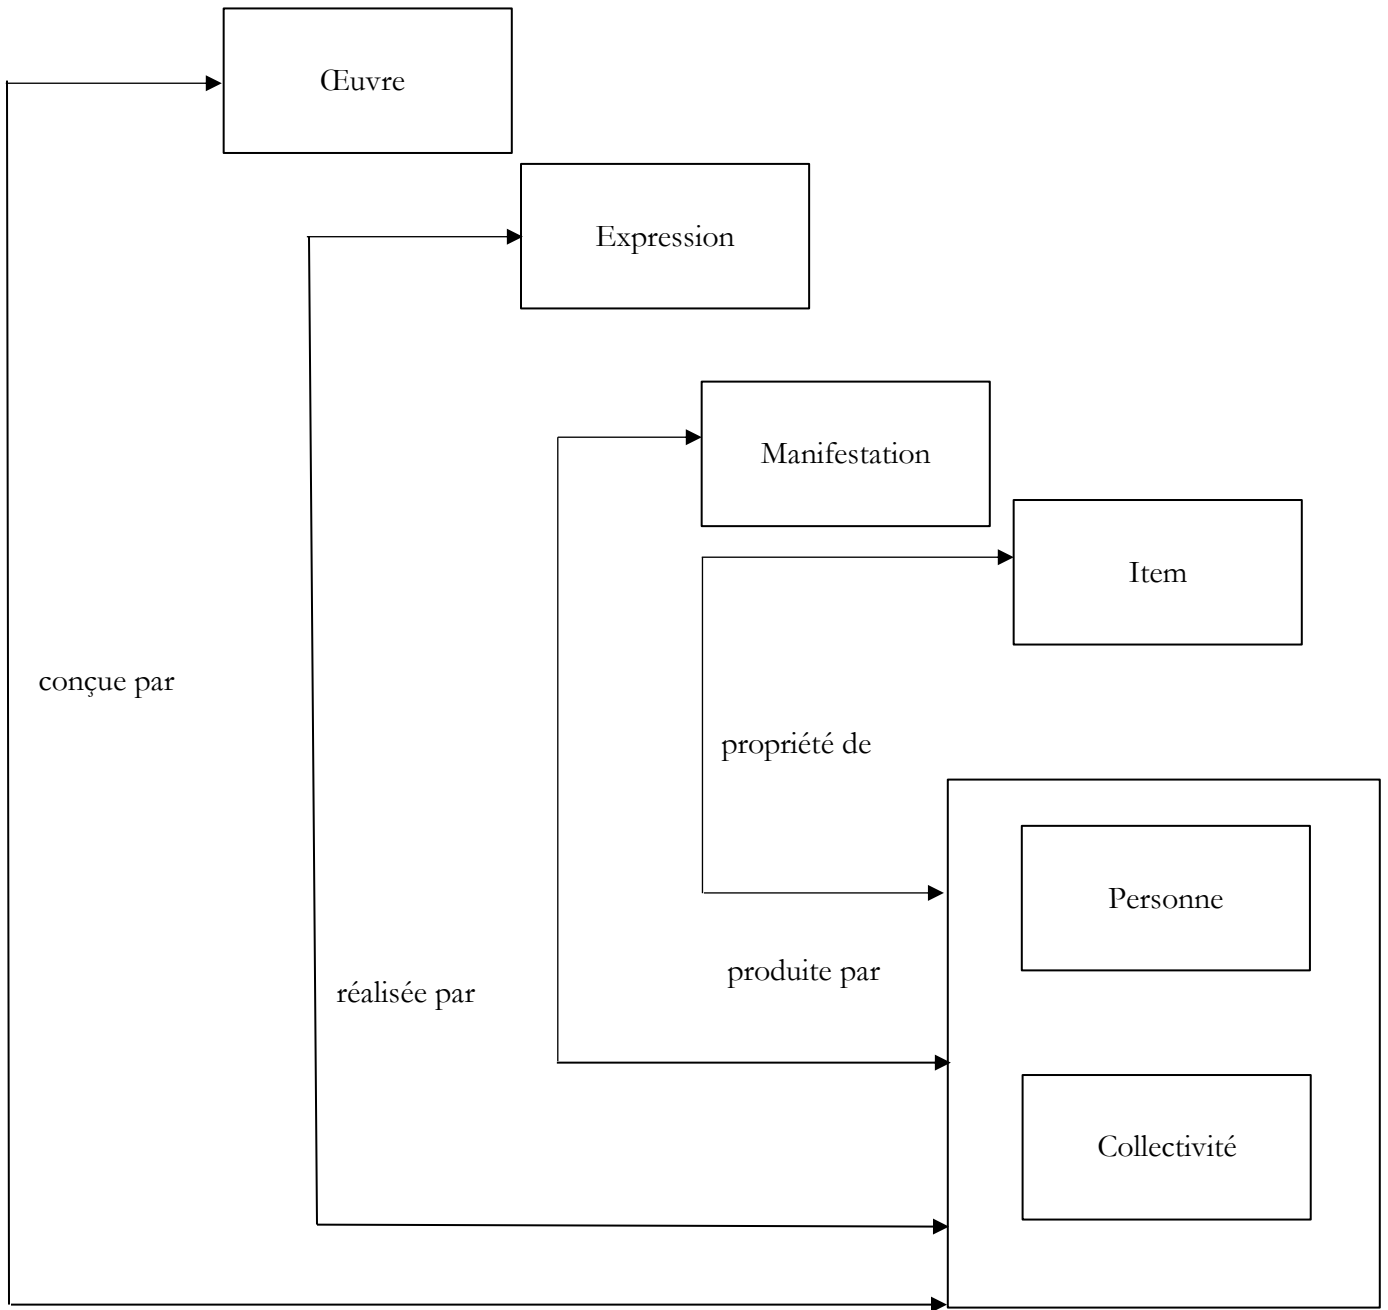 Œuvre
Expression
Manifestation
Item
conçue par
propriété de
Personne
produite par
réalisée par
Collectivité